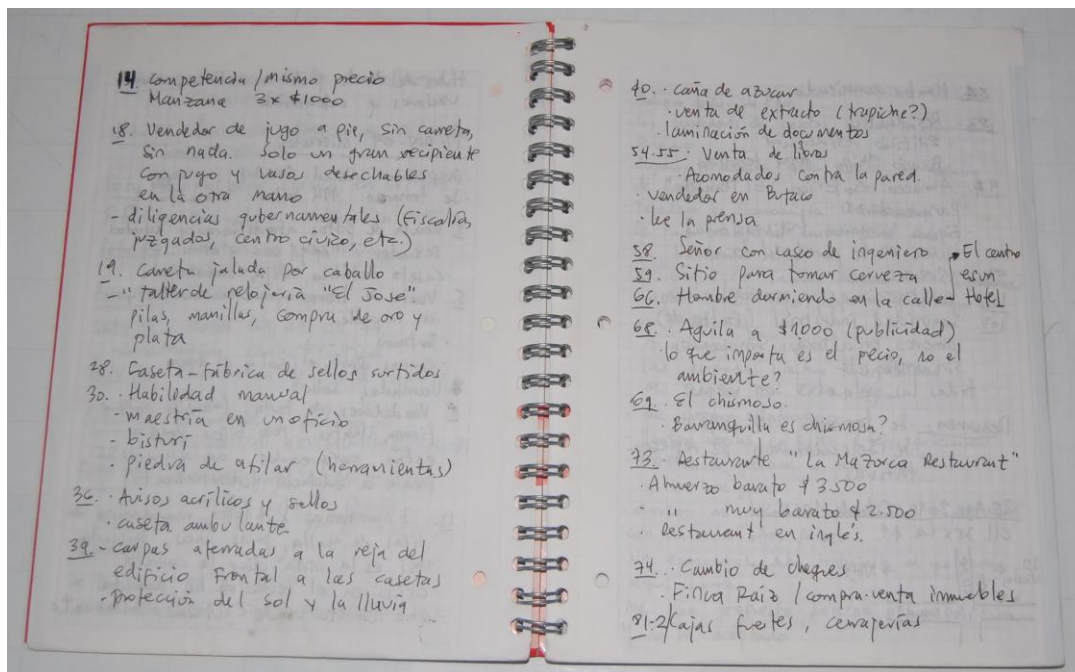 14 competencia / mismo precio
Manzana 3 x $1000
18. Vendedor de jugo a pie, sin carreta,
sin nada. Solo un gran recipiente
con jugo y vasos desechables
en la otra mano
- diligencias gubernamentales (Fiscalía,
juzgados, centro cívico, etc.)
19. Carreta jalada por caballo
- " taller de relojería "El Jose"
pilas, manillas, compra de oro y
plata
28. Caseta - fábrica de sellos surtidos
30. · Habilidad manual
- maestría en un oficio
- bisturí
· piedra de afilar (herramientas)
36. · Avisos acrílicos y sellos
· caseta ambulante
39. - carpas aferradas a la reja del
edificio frontal a las casetas
- protección del sol y la lluvia
40. · Caña de azucar
· venta de extracto (trapiche?)
· laminación de documentos
54.55. Venta de libros
· Acomodados contra la pared.
· vendedor en Butaco
· lee la prensa
58. Señor con casco de ingeniero
59. Sitio para tomar cerveza
66. Hombre durmiendo en la calle
El centro
es un
Hotel
68. · Aguila a $1000 (publicidad)
· lo que importa es el precio, no el
ambiente?
69. · El chismoso.
· Barranquilla es chismosa?
73. · Restaurante "La Mazorca Restaurant"
· Almuerzo barato $3.500
· " muy barato $2.500
· Restaurant en inglés.
74. · Cambio de cheques
· Finca Raiz / compra-venta inmuebles
81-2/ Cajas fuertes, cerrajerías